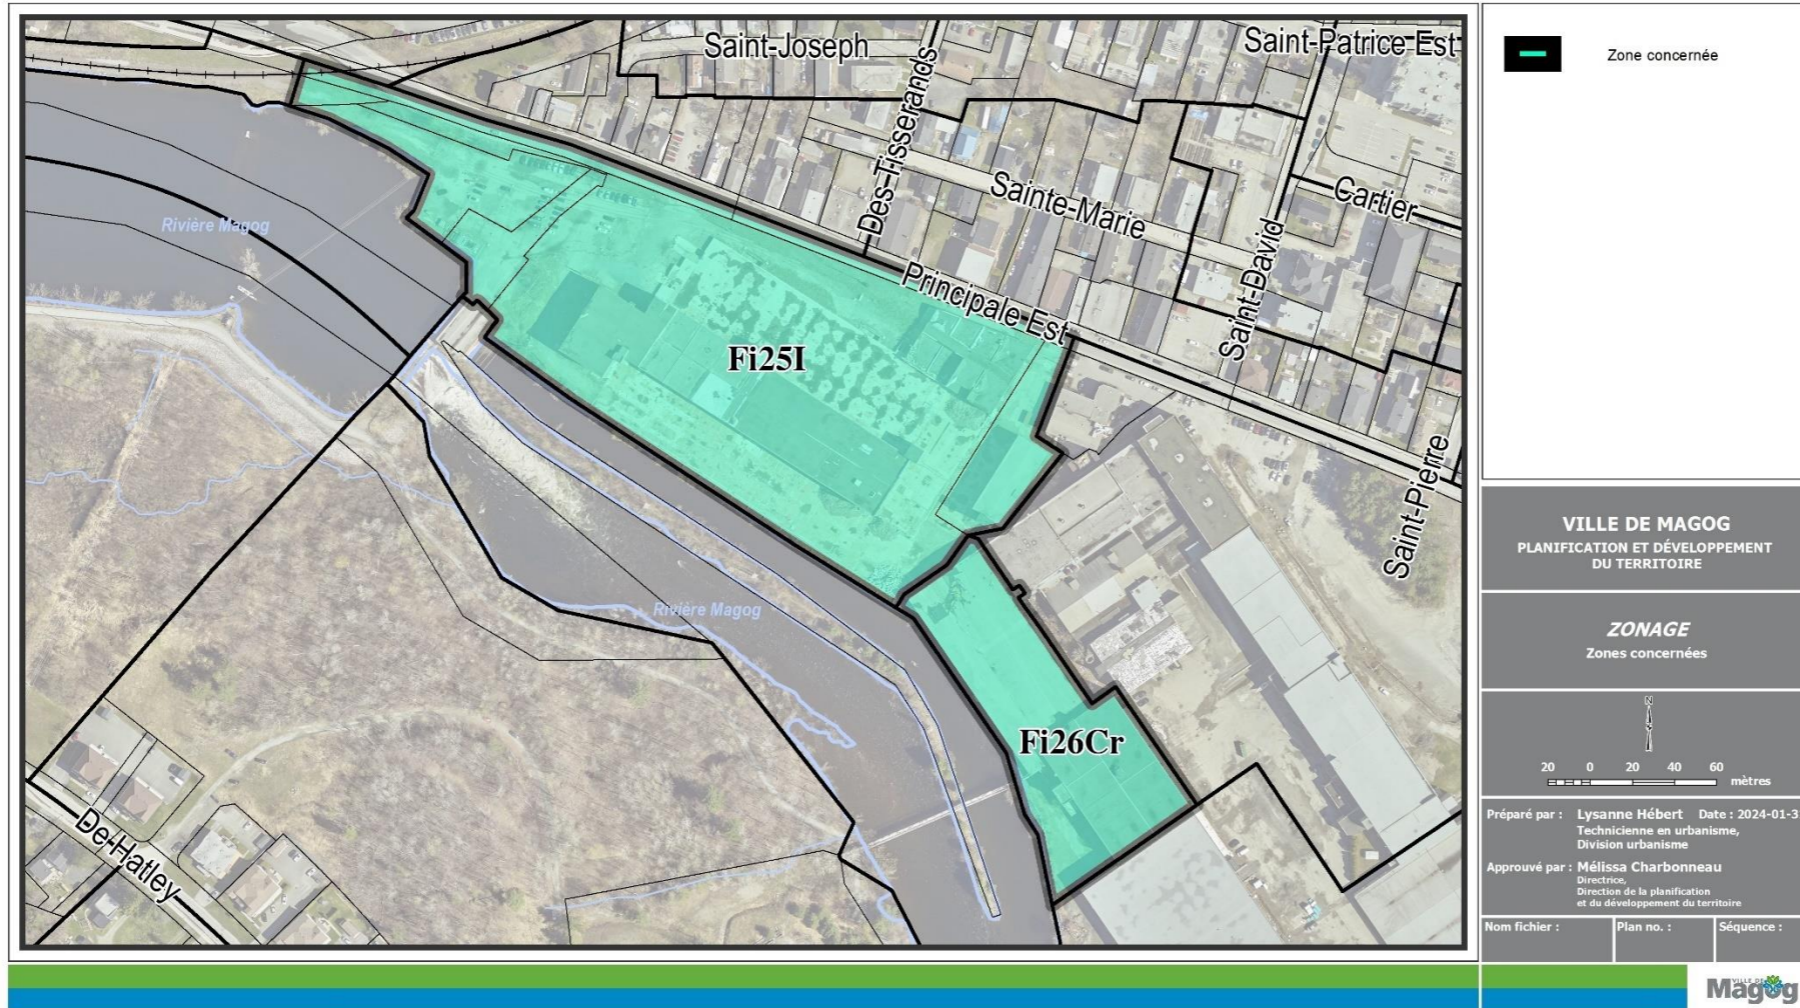 Saint-Joseph
Saint-Patrice Est
Des-Tisserands
Sainte-Marie
Cartier
Saint-David
Rivière Magog
Principale Est
Fi25I
Saint-Pierre
Rivière Magog
Fi26Cr
De-Hatley
Zone concernée
VILLE DE MAGOG
PLANIFICATION ET DÉVELOPPEMENT
DU TERRITOIRE
ZONAGE
Zones concernées
N
20 0 20 40 60
mètres
Préparé par : Lysanne Hébert Date : 2024-01-3
Technicienne en urbanisme,
Division urbanisme
Approuvé par : Mélissa Charbonneau
Directrice,
Direction de la planification
et du développement du territoire
Nom fichier : Plan no. : Séquence :
VILLE DE
Magog